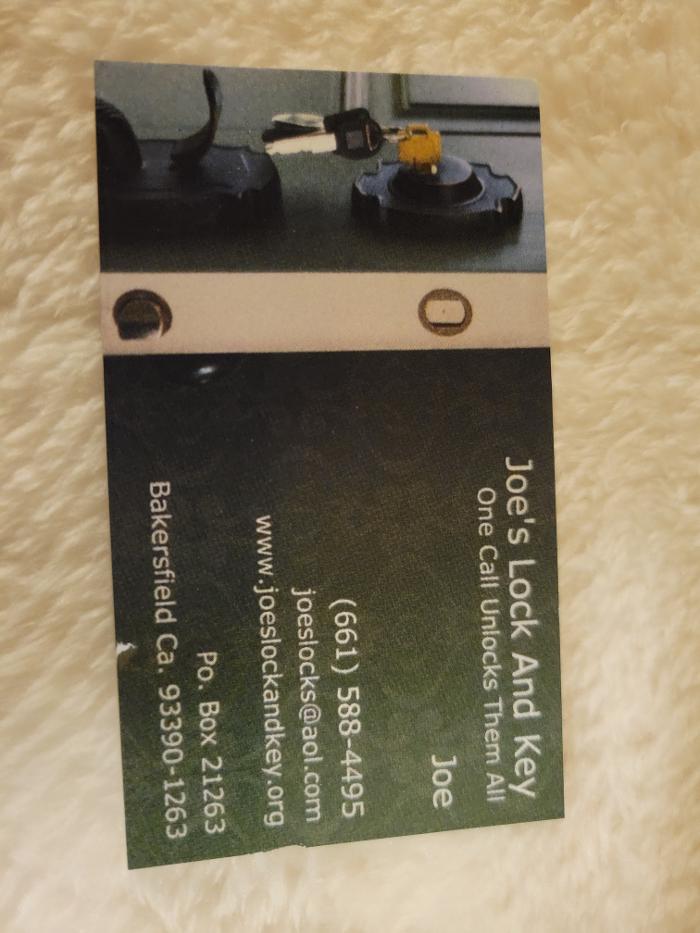 Joe's Lock And Key
One Call Unlocks Them All
Joe
(661) 588-4495
joeslocks@aol.com
www.joeslockandkey.org
Po. Box 21263
Bakersfield Ca. 93390-1263